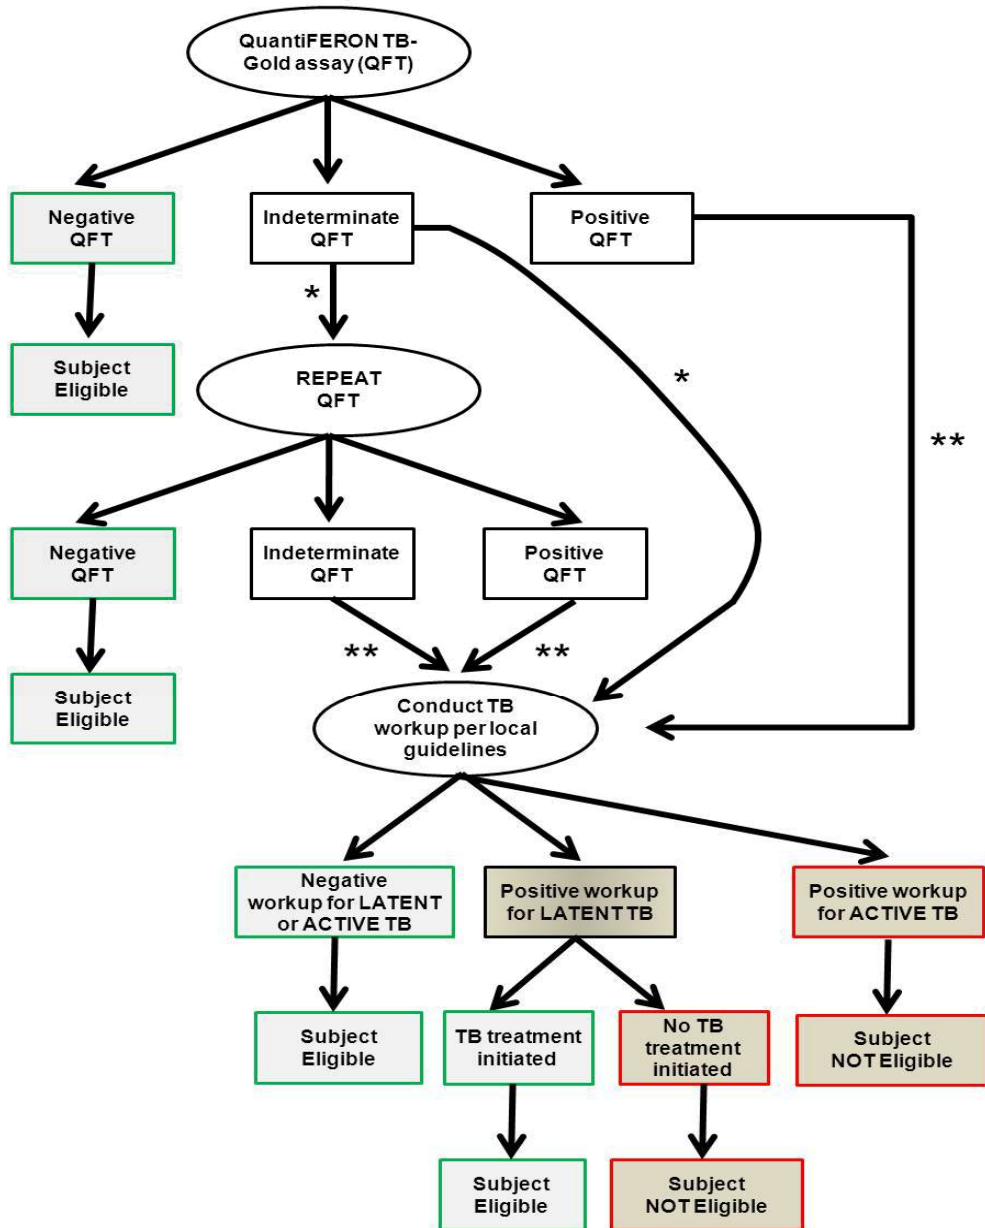 QuantiFERON TB-
Gold assay (QFT)
Negative
QFT
Indeterminate
QFT
Positive
QFT
*
Subject
Eligible
REPEAT
QFT
*
**
Negative
QFT
Indeterminate
QFT
Positive
QFT
**
**
Subject
Eligible
Conduct TB
workup per local
guidelines
Negative
workup for LATENT
or ACTIVE TB
Positive workup
for LATENT TB
Positive workup
for ACTIVE TB
Subject
Eligible
TB treatment
initiated
No TB
treatment
initiated
Subject
NOT Eligible
Subject
Eligible
Subject
NOT Eligible